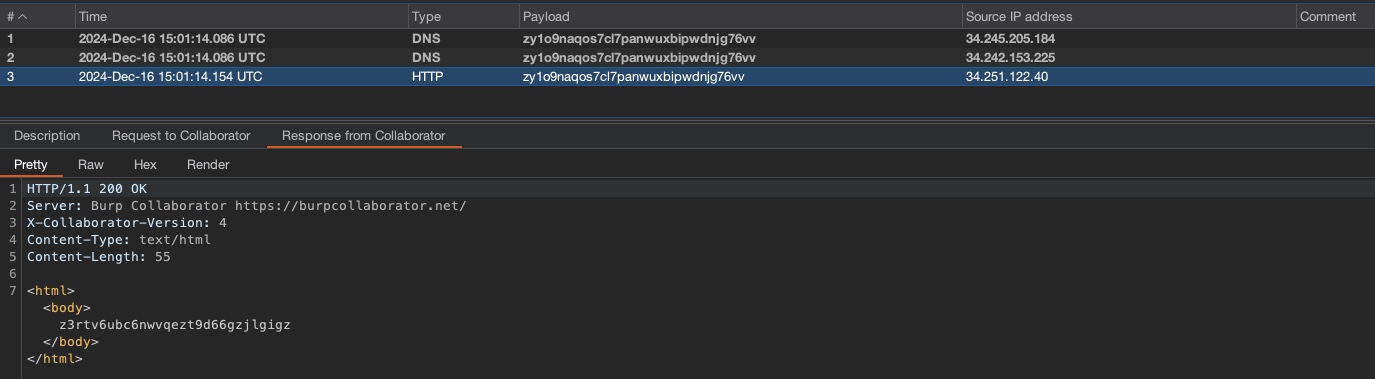 # Time Type Payload Source IP address Comment
1 2024-Dec-16 15:01:14.086 UTC DNS zy1o9naqos7cl7panwuxbipwdnjg76vv 34.245.205.184
2 2024-Dec-16 15:01:14.086 UTC DNS zy1o9naqos7cl7panwuxbipwdnjg76vv 34.242.153.225
3 2024-Dec-16 15:01:14.154 UTC HTTP zy1o9naqos7cl7panwuxbipwdnjg76vv 34.251.122.40
Description Request to Collaborator Response from Collaborator
Pretty Raw Hex Render
1 HTTP/1.1 200 OK
2 Server: Burp Collaborator https://burpcollaborator.net/
3 X-Collaborator-Version: 4
4 Content-Type: text/html
5 Content-Length: 55
6
7 <html>
<body>
z3rtv6ubc6nwvqezt9d66gzjlgigz
</body>
</html>